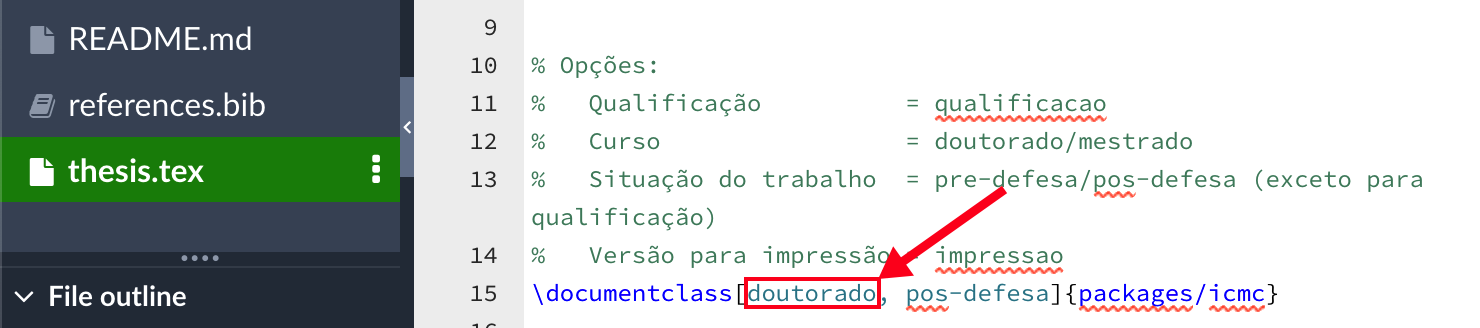 README.md
references.bib
thesis.tex
File outline
9
10 % Opções:
11 %   Qualificação          = qualificacao
12 %   Curso                 = doutorado/mestrado
13 %   Situação do trabalho  = pre-defesa/pos-defesa (exceto para
qualificação)
14 %   Versão para impressão = impressao
15 \documentclass[doutorado, pos-defesa]{packages/icmc}